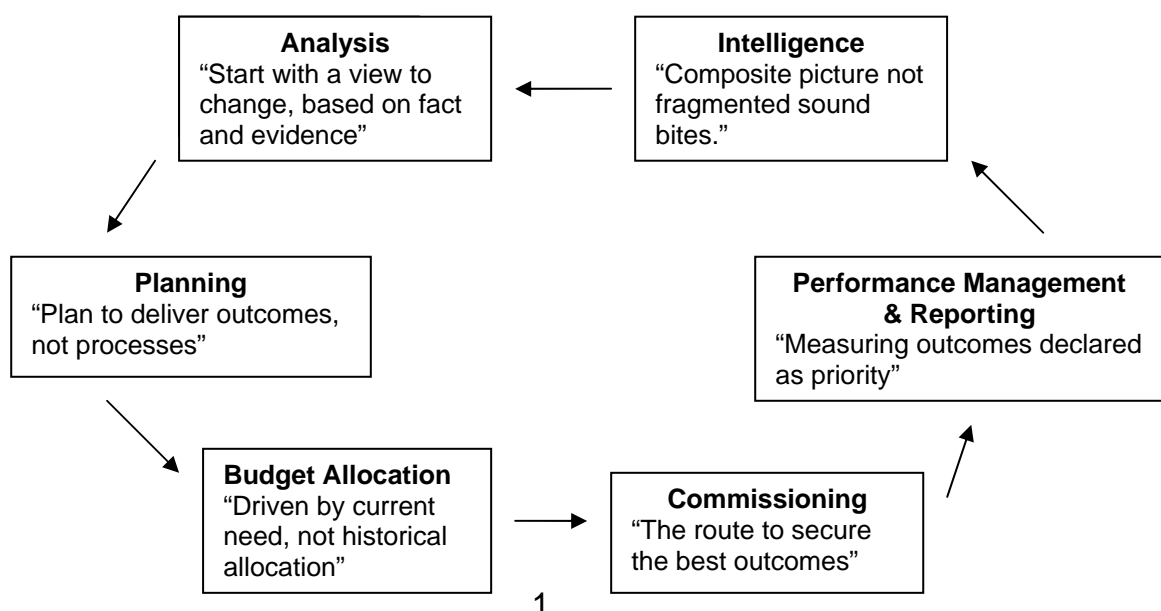 Analysis
“Start with a view to
change, based on fact
and evidence”
Intelligence
“Composite picture not
fragmented sound
bites.”
Planning
“Plan to deliver outcomes,
not processes”
Performance Management
& Reporting
“Measuring outcomes declared
as priority”
Budget Allocation
“Driven by current
need, not historical
allocation”
Commissioning
“The route to secure
the best outcomes”
1